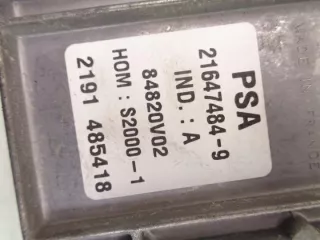 PSA
21647484-9
IND.: A
84820V02
HOM : S2000-1
2191 485418